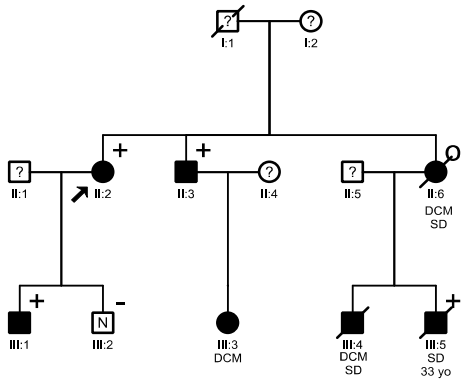 ? ?
I:1 I:2
+ +
? ? ? O
II:1 II:2 II:3 II:4 II:5 II:6
DCM
SD
+ - +
N
III:1 III:2 III:3 III:4 III:5
DCM DCM SD
SD 33 yo